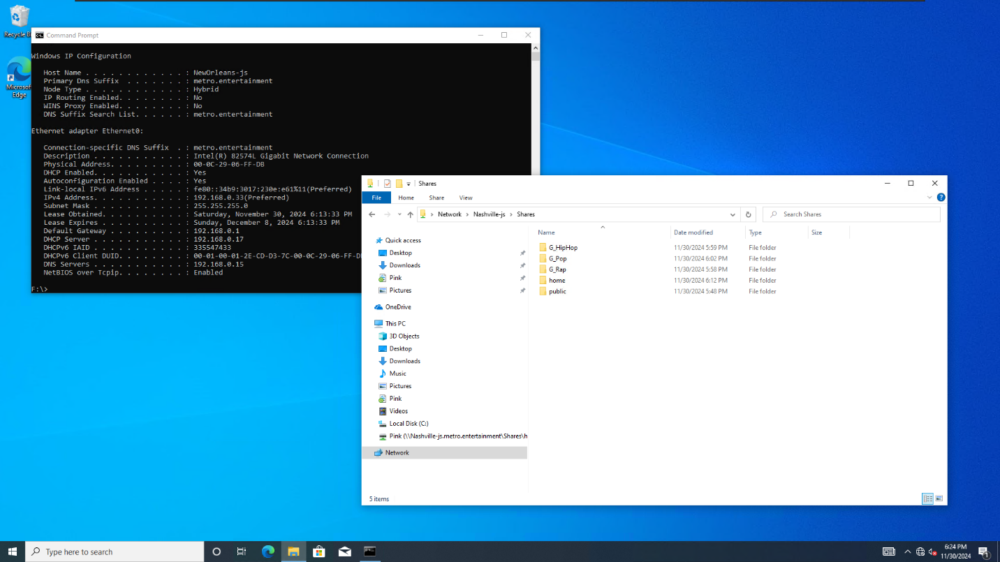 Recycle Bi
Microsof
Edge
Command Prompt
Windows IP Configuration
Host Name . . . . . . . . . . . . : NewOrleans-js
Primary Dns Suffix  . . . . . . . : metro.entertainment
Node Type . . . . . . . . . . . . : Hybrid
IP Routing Enabled. . . . . . . . : No
WINS Proxy Enabled. . . . . . . . : No
DNS Suffix Search List. . . . . . : metro.entertainment
Ethernet adapter Ethernet0:
Connection-specific DNS Suffix  . : metro.entertainment
Description . . . . . . . . . . . : Intel(R) 82574L Gigabit Network Connection
Physical Address. . . . . . . . . : 00-0C-29-06-FF-DB
DHCP Enabled. . . . . . . . . . . : Yes
Autoconfiguration Enabled . . . . : Yes
Link-local IPv6 Address . . . . . : fe80::34b9:3017:230e:e61%11(Preferred)
IPv4 Address. . . . . . . . . . . : 192.168.0.33(Preferred)
Subnet Mask . . . . . . . . . . . : 255.255.255.0
Lease Obtained. . . . . . . . . . : Saturday, November 30, 2024 6:13:33 PM
Lease Expires . . . . . . . . . . : Sunday, December 8, 2024 6:13:33 PM
Default Gateway . . . . . . . . . : 192.168.0.1
DHCP Server . . . . . . . . . . . : 192.168.0.17
DHCPv6 IAID . . . . . . . . . . . : 335547433
DHCPv6 Client DUID. . . . . . . . : 00-01-00-01-2E-CD-D3-7C-00-0C-29-06-FF-D
DNS Servers . . . . . . . . . . . : 192.168.0.15
NetBIOS over Tcpip. . . . . . . . : Enabled
F:\>
Shares
File Home Share View
Network Nashville-js Shares
Search Shares
Name Date modified Type Size
Quick access
Desktop
Downloads
Pink
Pictures
OneDrive
This PC
3D Objects
Desktop
Downloads
Music
Pictures
Pink
Videos
Local Disk (C:)
Pink (\\Nashville-js.metro.entertainment\Shares\h
Network
G_HipHop 11/30/2024 5:59 PM File folder
G_Pop 11/30/2024 6:02 PM File folder
G_Rap 11/30/2024 5:58 PM File folder
home 11/30/2024 6:12 PM File folder
public 11/30/2024 5:48 PM File folder
5 items
Type here to search
6:24 PM
11/30/2024
1